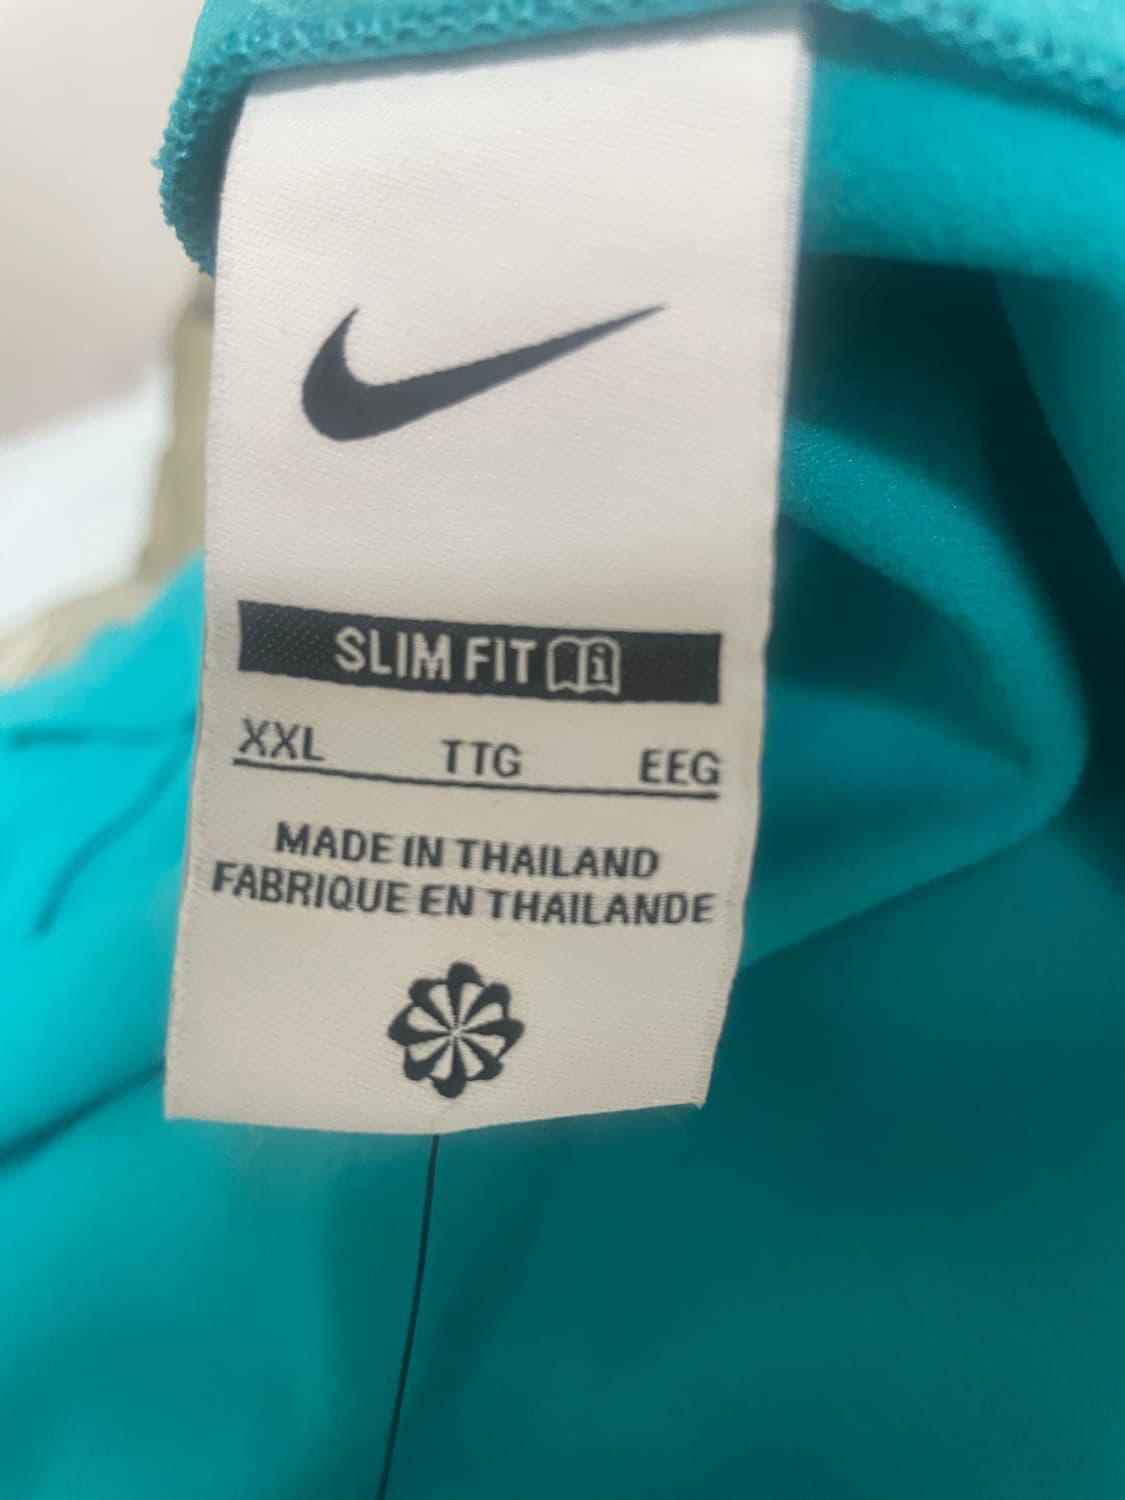 SLIM FIT
XXL TTG EEG
MADE IN THAILAND
FABRIQUE EN THAILANDE